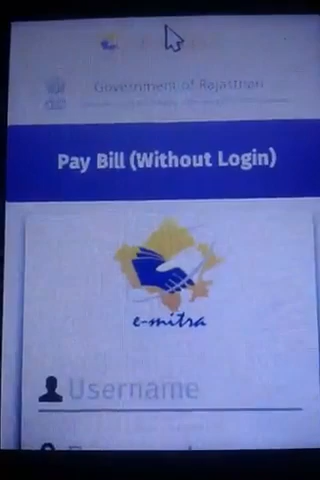 Government of Rajasthan
Pay Bill (Without Login)
e-mitra
Username